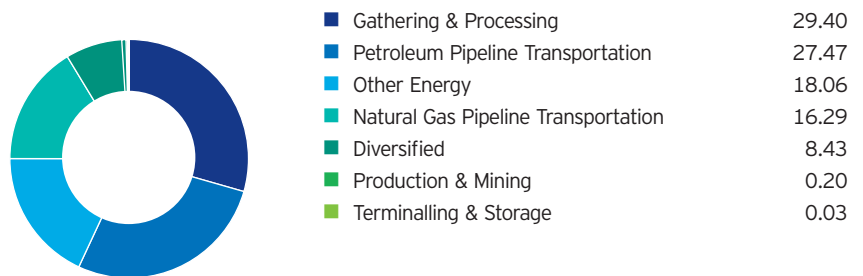 Gathering & Processing 29.40
Petroleum Pipeline Transportation 27.47
Other Energy 18.06
Natural Gas Pipeline Transportation 16.29
Diversified 8.43
Production & Mining 0.20
Terminalling & Storage 0.03